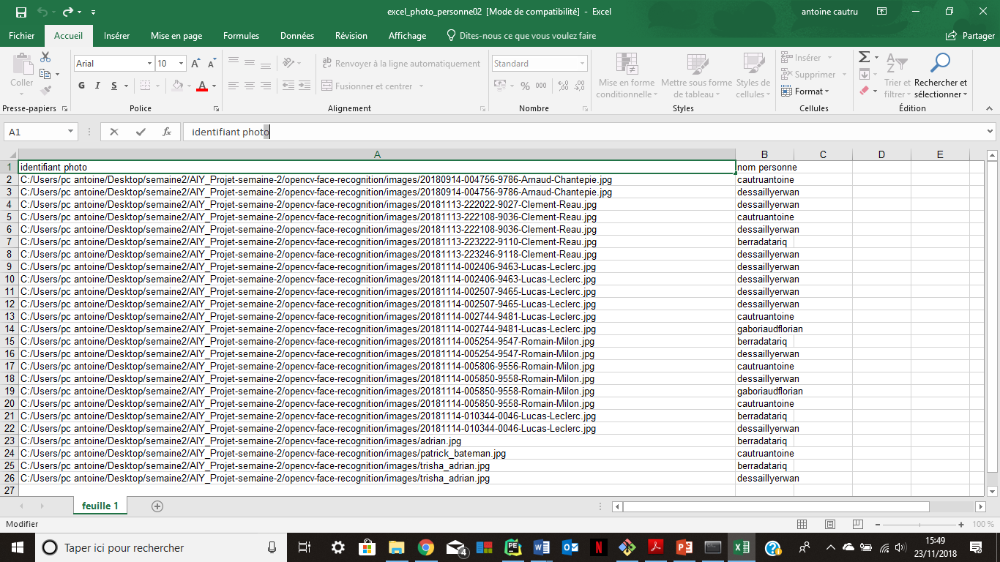 excel_photo_personne02 [Mode de compatibilité] - Excel
antoine cautru
Fichier Accueil Insérer Mise en page Formules Données Révision Affichage Dites-nous ce que vous voulez faire Partager
Coller
Arial 10
G I S
Renvoyer à la ligne automatiquement
Fusionner et centrer
Standard
% 000
Mise en forme conditionnelle
Mettre sous forme de tableau
Styles de cellules
Insérer
Supprimer
Format
Trier et filtrer
Rechercher et sélectionner
Presse-papiers Police Alignement Nombre Styles Cellules Édition
A1 fx identifiant photo
A B C D E
1 identifiant photo nom personne
2 C:/Users/pc antoine/Desktop/semaine2/AIY_Projet-semaine-2/opencv-face-recognition/images/20180914-004756-9786-Arnaud-Chantepie.jpg cautruantoine
3 C:/Users/pc antoine/Desktop/semaine2/AIY_Projet-semaine-2/opencv-face-recognition/images/20180914-004756-9786-Arnaud-Chantepie.jpg dessaillyerwan
4 C:/Users/pc antoine/Desktop/semaine2/AIY_Projet-semaine-2/opencv-face-recognition/images/20181113-222022-9027-Clement-Reau.jpg dessaillyerwan
5 C:/Users/pc antoine/Desktop/semaine2/AIY_Projet-semaine-2/opencv-face-recognition/images/20181113-222108-9036-Clement-Reau.jpg cautruantoine
6 C:/Users/pc antoine/Desktop/semaine2/AIY_Projet-semaine-2/opencv-face-recognition/images/20181113-222108-9036-Clement-Reau.jpg dessaillyerwan
7 C:/Users/pc antoine/Desktop/semaine2/AIY_Projet-semaine-2/opencv-face-recognition/images/20181113-223222-9110-Clement-Reau.jpg berradatariq
8 C:/Users/pc antoine/Desktop/semaine2/AIY_Projet-semaine-2/opencv-face-recognition/images/20181113-223246-9118-Clement-Reau.jpg dessaillyerwan
9 C:/Users/pc antoine/Desktop/semaine2/AIY_Projet-semaine-2/opencv-face-recognition/images/20181114-002406-9463-Lucas-Leclerc.jpg dessaillyerwan
10 C:/Users/pc antoine/Desktop/semaine2/AIY_Projet-semaine-2/opencv-face-recognition/images/20181114-002406-9463-Lucas-Leclerc.jpg dessaillyerwan
11 C:/Users/pc antoine/Desktop/semaine2/AIY_Projet-semaine-2/opencv-face-recognition/images/20181114-002507-9465-Lucas-Leclerc.jpg dessaillyerwan
12 C:/Users/pc antoine/Desktop/semaine2/AIY_Projet-semaine-2/opencv-face-recognition/images/20181114-002507-9465-Lucas-Leclerc.jpg dessaillyerwan
13 C:/Users/pc antoine/Desktop/semaine2/AIY_Projet-semaine-2/opencv-face-recognition/images/20181114-002744-9481-Lucas-Leclerc.jpg cautruantoine
14 C:/Users/pc antoine/Desktop/semaine2/AIY_Projet-semaine-2/opencv-face-recognition/images/20181114-002744-9481-Lucas-Leclerc.jpg gaboriaudflorian
15 C:/Users/pc antoine/Desktop/semaine2/AIY_Projet-semaine-2/opencv-face-recognition/images/20181114-005254-9547-Romain-Milon.jpg berradatariq
16 C:/Users/pc antoine/Desktop/semaine2/AIY_Projet-semaine-2/opencv-face-recognition/images/20181114-005254-9547-Romain-Milon.jpg dessaillyerwan
17 C:/Users/pc antoine/Desktop/semaine2/AIY_Projet-semaine-2/opencv-face-recognition/images/20181114-005806-9556-Romain-Milon.jpg cautruantoine
18 C:/Users/pc antoine/Desktop/semaine2/AIY_Projet-semaine-2/opencv-face-recognition/images/20181114-005850-9558-Romain-Milon.jpg dessaillyerwan
19 C:/Users/pc antoine/Desktop/semaine2/AIY_Projet-semaine-2/opencv-face-recognition/images/20181114-005850-9558-Romain-Milon.jpg gaboriaudflorian
20 C:/Users/pc antoine/Desktop/semaine2/AIY_Projet-semaine-2/opencv-face-recognition/images/20181114-005850-9558-Romain-Milon.jpg cautruantoine
21 C:/Users/pc antoine/Desktop/semaine2/AIY_Projet-semaine-2/opencv-face-recognition/images/20181114-010344-0046-Lucas-Leclerc.jpg berradatariq
22 C:/Users/pc antoine/Desktop/semaine2/AIY_Projet-semaine-2/opencv-face-recognition/images/20181114-010344-0046-Lucas-Leclerc.jpg dessaillyerwan
23 C:/Users/pc antoine/Desktop/semaine2/AIY_Projet-semaine-2/opencv-face-recognition/images/adrian.jpg berradatariq
24 C:/Users/pc antoine/Desktop/semaine2/AIY_Projet-semaine-2/opencv-face-recognition/images/patrick_bateman.jpg cautruantoine
25 C:/Users/pc antoine/Desktop/semaine2/AIY_Projet-semaine-2/opencv-face-recognition/images/trisha_adrian.jpg berradatariq
26 C:/Users/pc antoine/Desktop/semaine2/AIY_Projet-semaine-2/opencv-face-recognition/images/trisha_adrian.jpg dessaillyerwan
27
feuille 1
Modifier 100 %
Taper ici pour rechercher
15:49
23/11/2018